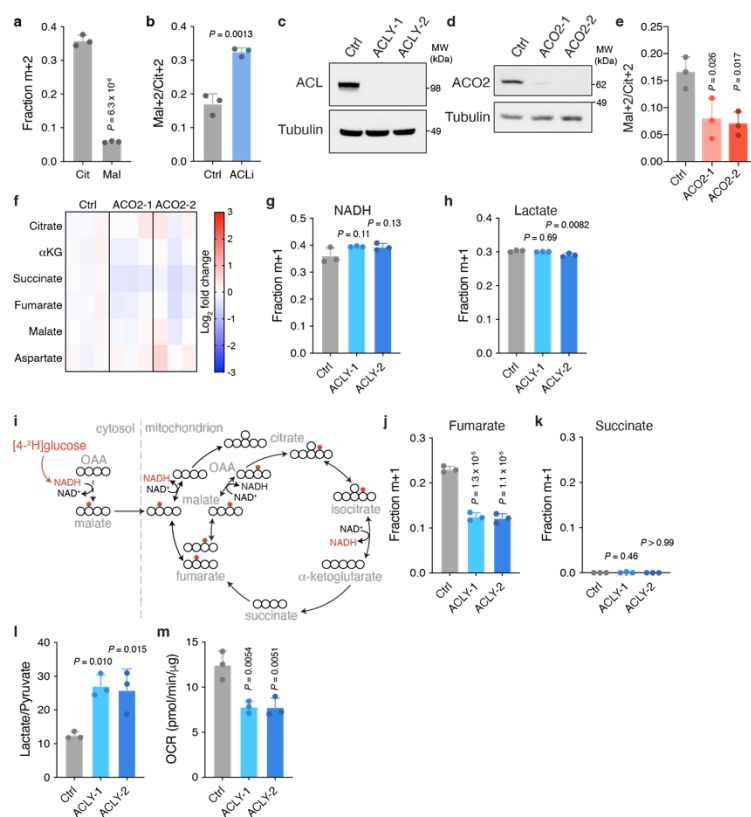 a
Fraction m+2
0.4
0.3
0.2
0.1
0.0
P = 6.3 x 10⁻⁵
Cit Mal
b
Mal+2/Cit+2
0.4
0.3
0.2
0.1
0.0
P = 0.0013
Ctrl ACLi
c
Ctrl ACLY-1 ACLY-2
MW (kDa)
ACL
98
Tubulin
49
d
Ctrl ACO2-1 ACO2-2
MW (kDa)
ACO2
62
49
Tubulin
e
Mal+2/Cit+2
0.25
0.20
0.15
0.10
0.05
0.00
P = 0.026
P = 0.017
Ctrl ACO2-1 ACO2-2
f
Ctrl ACO2-1 ACO2-2
Citrate
αKG
Succinate
Fumarate
Malate
Aspartate
3
2
1
0
-1
-2
-3
Log₂ fold change
g
NADH
Fraction m+1
0.5
0.4
0.3
0.2
0.1
0.0
P = 0.11
P = 0.13
Ctrl ACLY-1 ACLY-2
h
Lactate
Fraction m+1
0.4
0.3
0.2
0.1
0.0
P = 0.69
P = 0.0082
Ctrl ACLY-1 ACLY-2
i
cytosol mitochondrion
[4-²H]glucose
OAA
NADH
NAD⁺
malate
NADH
NAD⁺
OAA
malate
NADH
NAD⁺
citrate
isocitrate
NAD⁺
NADH
α-ketoglutarate
succinate
fumarate
j
Fumarate
Fraction m+1
0.3
0.2
0.1
0.0
P = 1.3 x 10⁻⁵
P = 1.1 x 10⁻⁵
Ctrl ACLY-1 ACLY-2
k
Succinate
Fraction m+1
0.3
0.2
0.1
0.0
P = 0.46
P > 0.99
Ctrl ACLY-1 ACLY-2
l
Lactate/Pyruvate
40
30
20
10
0
P = 0.010
P = 0.015
Ctrl ACLY-1 ACLY-2
m
OCR (pmol/min/μg)
15
10
5
0
P = 0.0054
P = 0.0051
Ctrl ACLY-1 ACLY-2